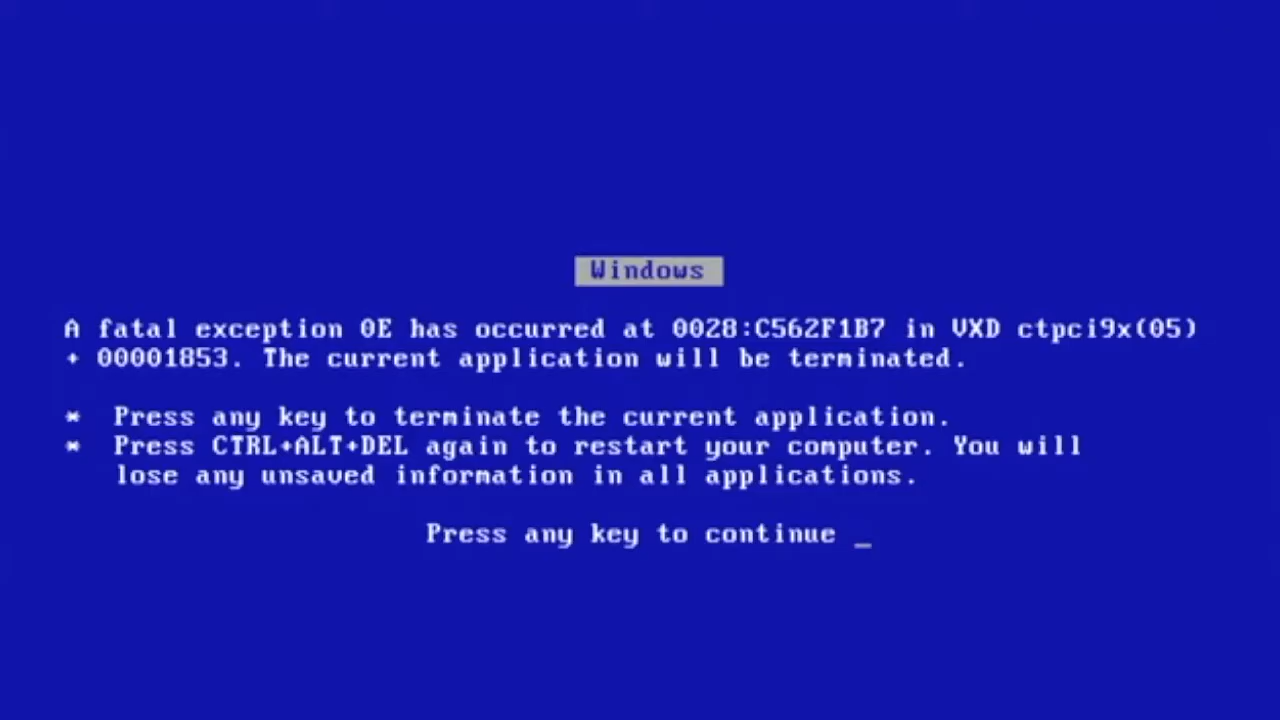 Windows
A fatal exception 0E has occurred at 0028:C562F1B7 in VXD ctpci9x(05)
+ 00001853. The current application will be terminated.
* Press any key to terminate the current application.
* Press CTRL+ALT+DEL again to restart your computer. You will
lose any unsaved information in all applications.
Press any key to continue _